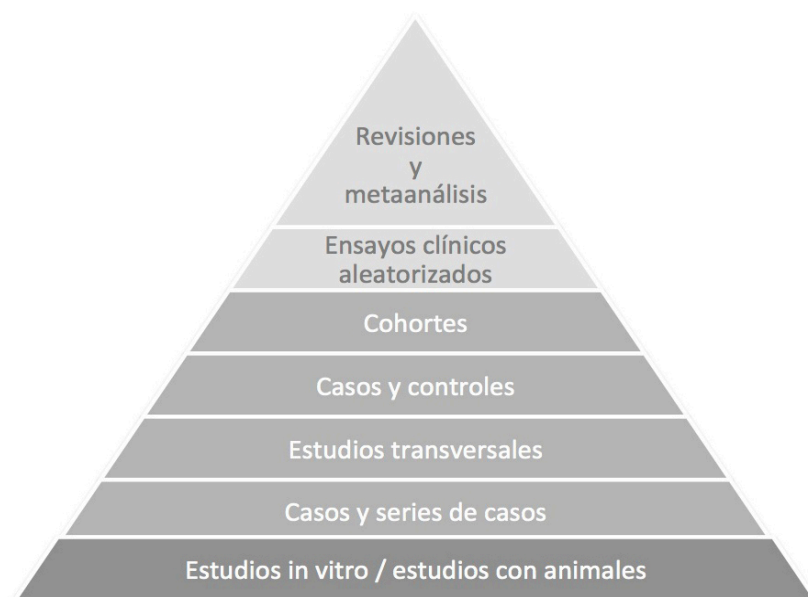 Revisiones
y
metaanálisis
Ensayos clínicos
aleatorizados
Cohortes
Casos y controles
Estudios transversales
Casos y series de casos
Estudios in vitro / estudios con animales